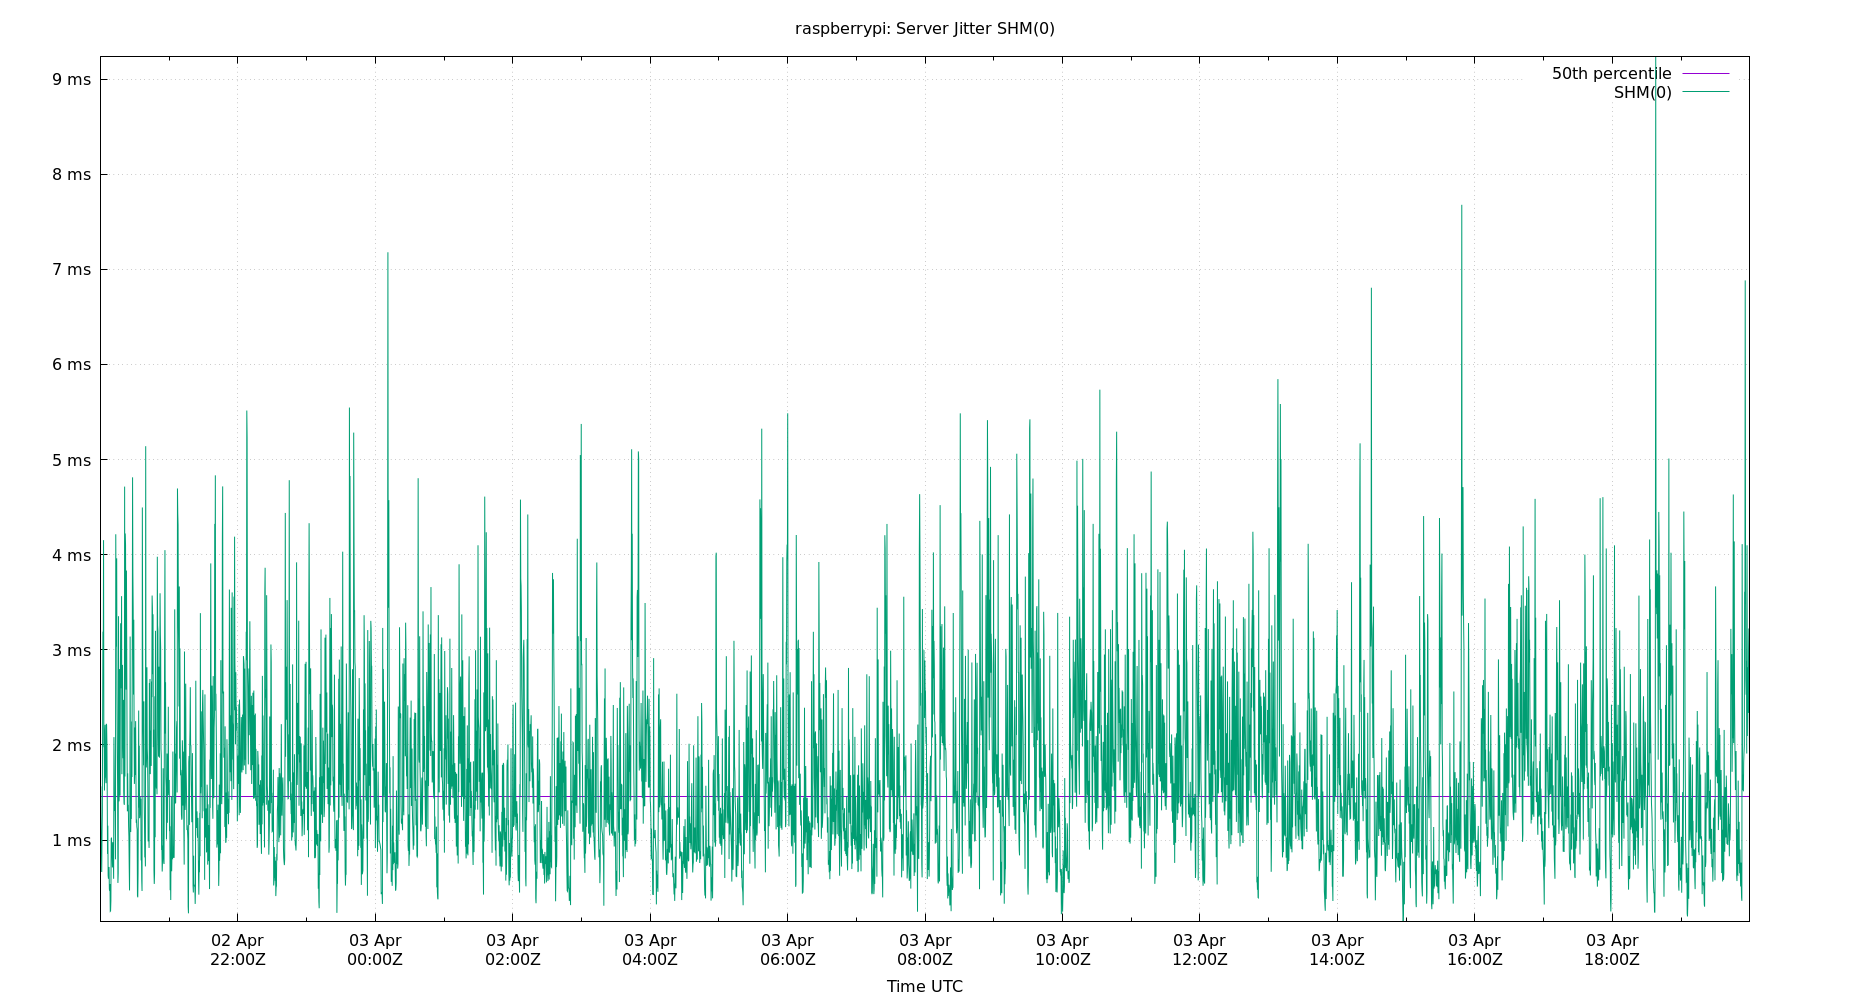 raspberrypi: Server Jitter SHM(0)
50th percentile
SHM(0)
9 ms
8 ms
7 ms
6 ms
5 ms
4 ms
3 ms
2 ms
1 ms
02 Apr 03 Apr 03 Apr 03 Apr 03 Apr 03 Apr 03 Apr 03 Apr 03 Apr 03 Apr 03 Apr
22:00Z 00:00Z 02:00Z 04:00Z 06:00Z 08:00Z 10:00Z 12:00Z 14:00Z 16:00Z 18:00Z
Time UTC